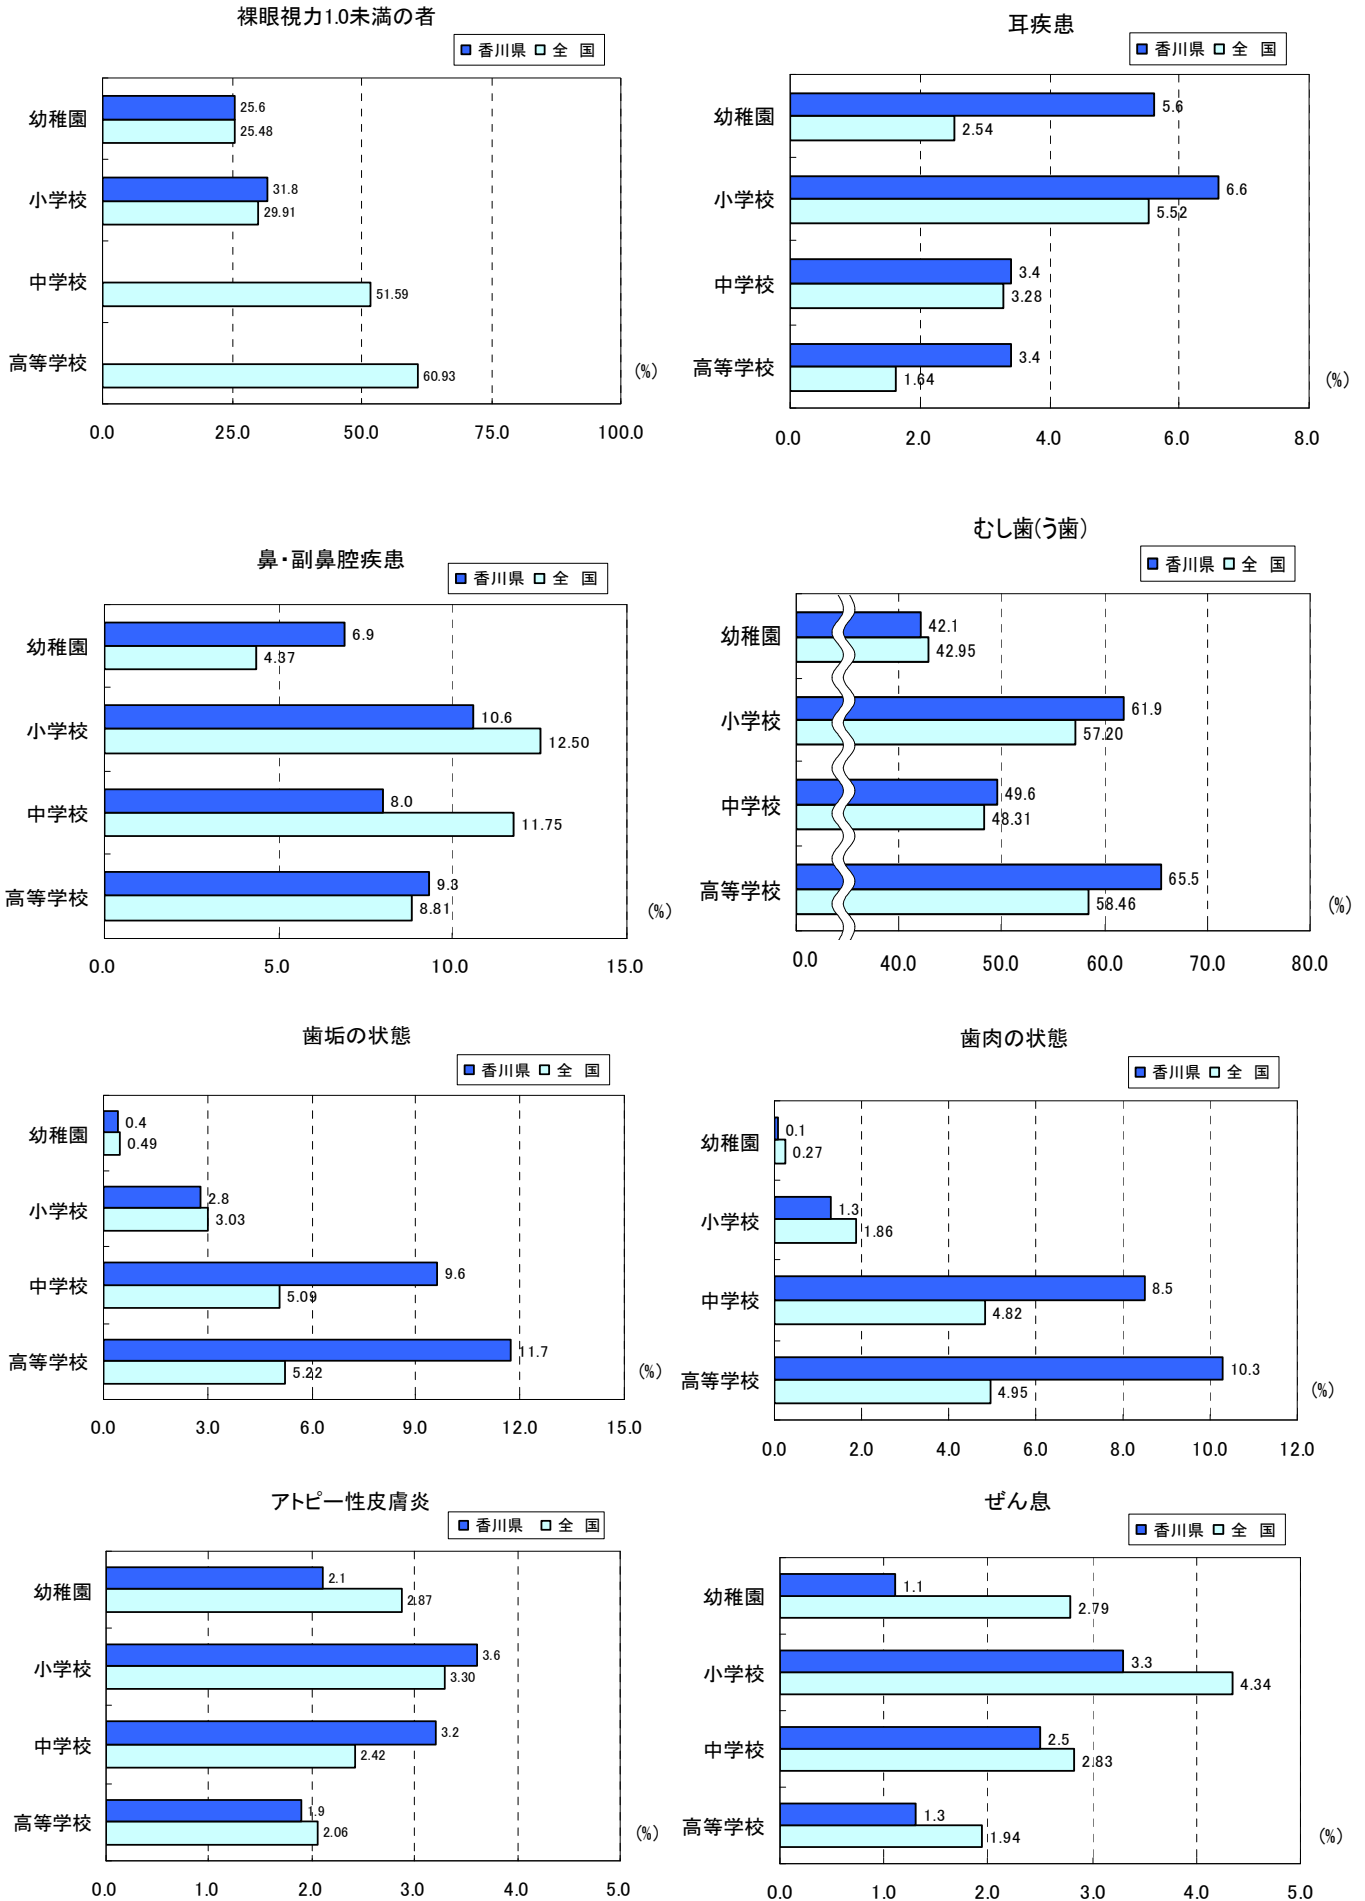 裸眼視力1.0未満の者
香川県 全 国
幼稚園
25.6
25.48
小学校
31.8
29.91
中学校
51.59
高等学校
60.93
(%)
0.0 25.0 50.0 75.0 100.0
耳疾患
香川県 全 国
幼稚園
5.6
2.54
小学校
6.6
5.52
中学校
3.4
3.28
高等学校
3.4
1.64
(%)
0.0 2.0 4.0 6.0 8.0
鼻・副鼻腔疾患
香川県 全 国
幼稚園
6.9
4.37
小学校
10.6
12.50
中学校
8.0
11.75
高等学校
9.3
8.81
(%)
0.0 5.0 10.0 15.0
むし歯(う歯)
香川県 全 国
幼稚園
42.1
42.95
小学校
61.9
57.20
中学校
49.6
48.31
高等学校
65.5
58.46
(%)
0.0 40.0 50.0 60.0 70.0 80.0
歯垢の状態
香川県 全 国
幼稚園
0.4
0.49
小学校
2.8
3.03
中学校
9.6
5.09
高等学校
11.7
5.22
(%)
0.0 3.0 6.0 9.0 12.0 15.0
歯肉の状態
香川県 全 国
幼稚園
0.1
0.27
小学校
1.3
1.86
中学校
8.5
4.82
高等学校
10.3
4.95
(%)
0.0 2.0 4.0 6.0 8.0 10.0 12.0
アトピー性皮膚炎
香川県 全 国
幼稚園
2.1
2.87
小学校
3.6
3.30
中学校
3.2
2.42
高等学校
1.9
2.06
(%)
0.0 1.0 2.0 3.0 4.0 5.0
ぜん息
香川県 全 国
幼稚園
1.1
2.79
小学校
3.3
4.34
中学校
2.5
2.83
高等学校
1.3
1.94
(%)
0.0 1.0 2.0 3.0 4.0 5.0